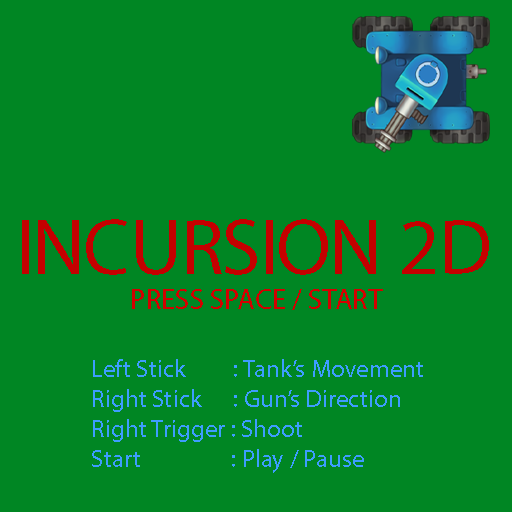 INCURSION 2D
PRESS SPACE / START
Left Stick : Tank's Movement
Right Stick : Gun's Direction
Right Trigger : Shoot
Start : Play / Pause